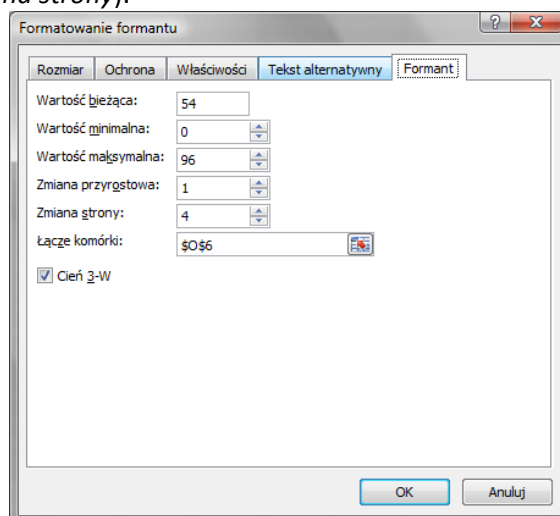 na strony).
Formatowanie formantu
Rozmiar Ochrona Właściwości Tekst alternatywny Formant
Wartość bieżąca: 54
Wartość minimalna: 0
Wartość maksymalna: 96
Zmiana przyrostowa: 1
Zmiana strony: 4
Łącze komórki: $O$6
Cień 3-W
OK Anuluj